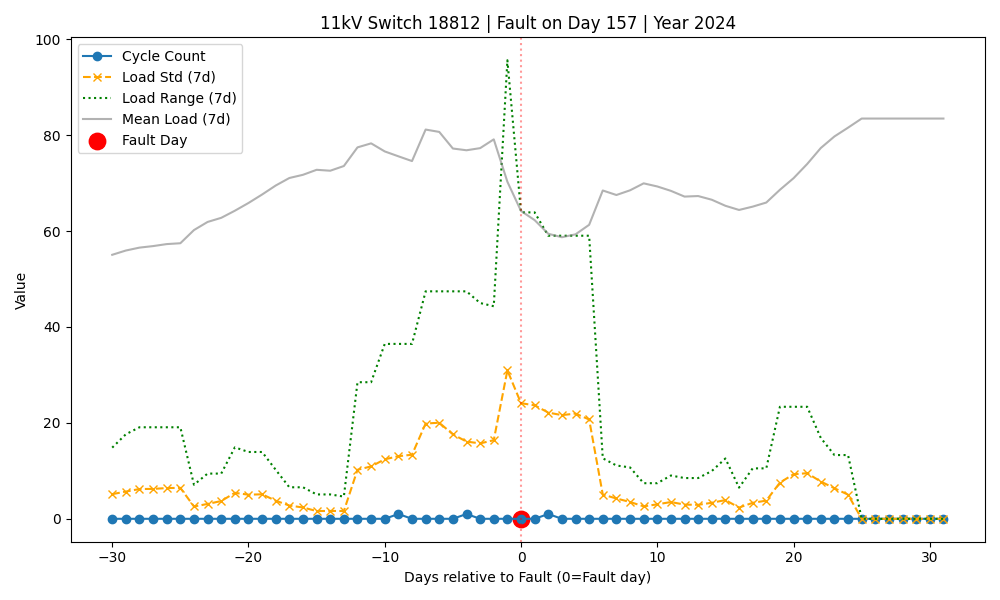 11kV Switch 18812 | Fault on Day 157 | Year 2024
Cycle Count
Load Std (7d)
Load Range (7d)
Mean Load (7d)
Fault Day
Value
100
80
60
40
20
0
−30
−20
−10
0
10
20
30
Days relative to Fault (0=Fault day)